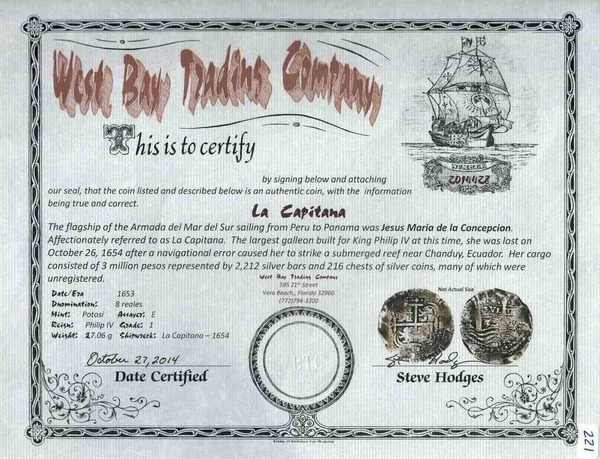 West Bay Trading Company
This is to certify
NUMBER
2014423
by signing below and attaching
our seal, that the coin listed and described below is an authentic coin, with the information
being true and correct.
La Capitana
The flagship of the Armada del Mar del Sur sailing from Peru to Panama was Jesus Maria de la Concepcion.
Affectionately referred to as La Capitana. The largest galleon built for King Philip IV at this time, she was lost on
October 26, 1654 after a navigational error caused her to strike a submerged reef near Chanduy, Ecuador. Her cargo
consisted of 3 million pesos represented by 2,212 silver bars and 216 chests of silver coins, many of which were
unregistered.
West Bay Trading Company
595 21st Street
Vero Beach, Florida 32960
(772)794-3200
Date/Era 1653
Denomination: 8 reales
Mint: Potosi Assayer: E
Reign: Philip IV Grade: 1
Weight: 27.06 g Shipwreck: La Capitana – 1654
Not Actual Size
WBTC
October 27, 2014
Date Certified
Steve Hodges
221